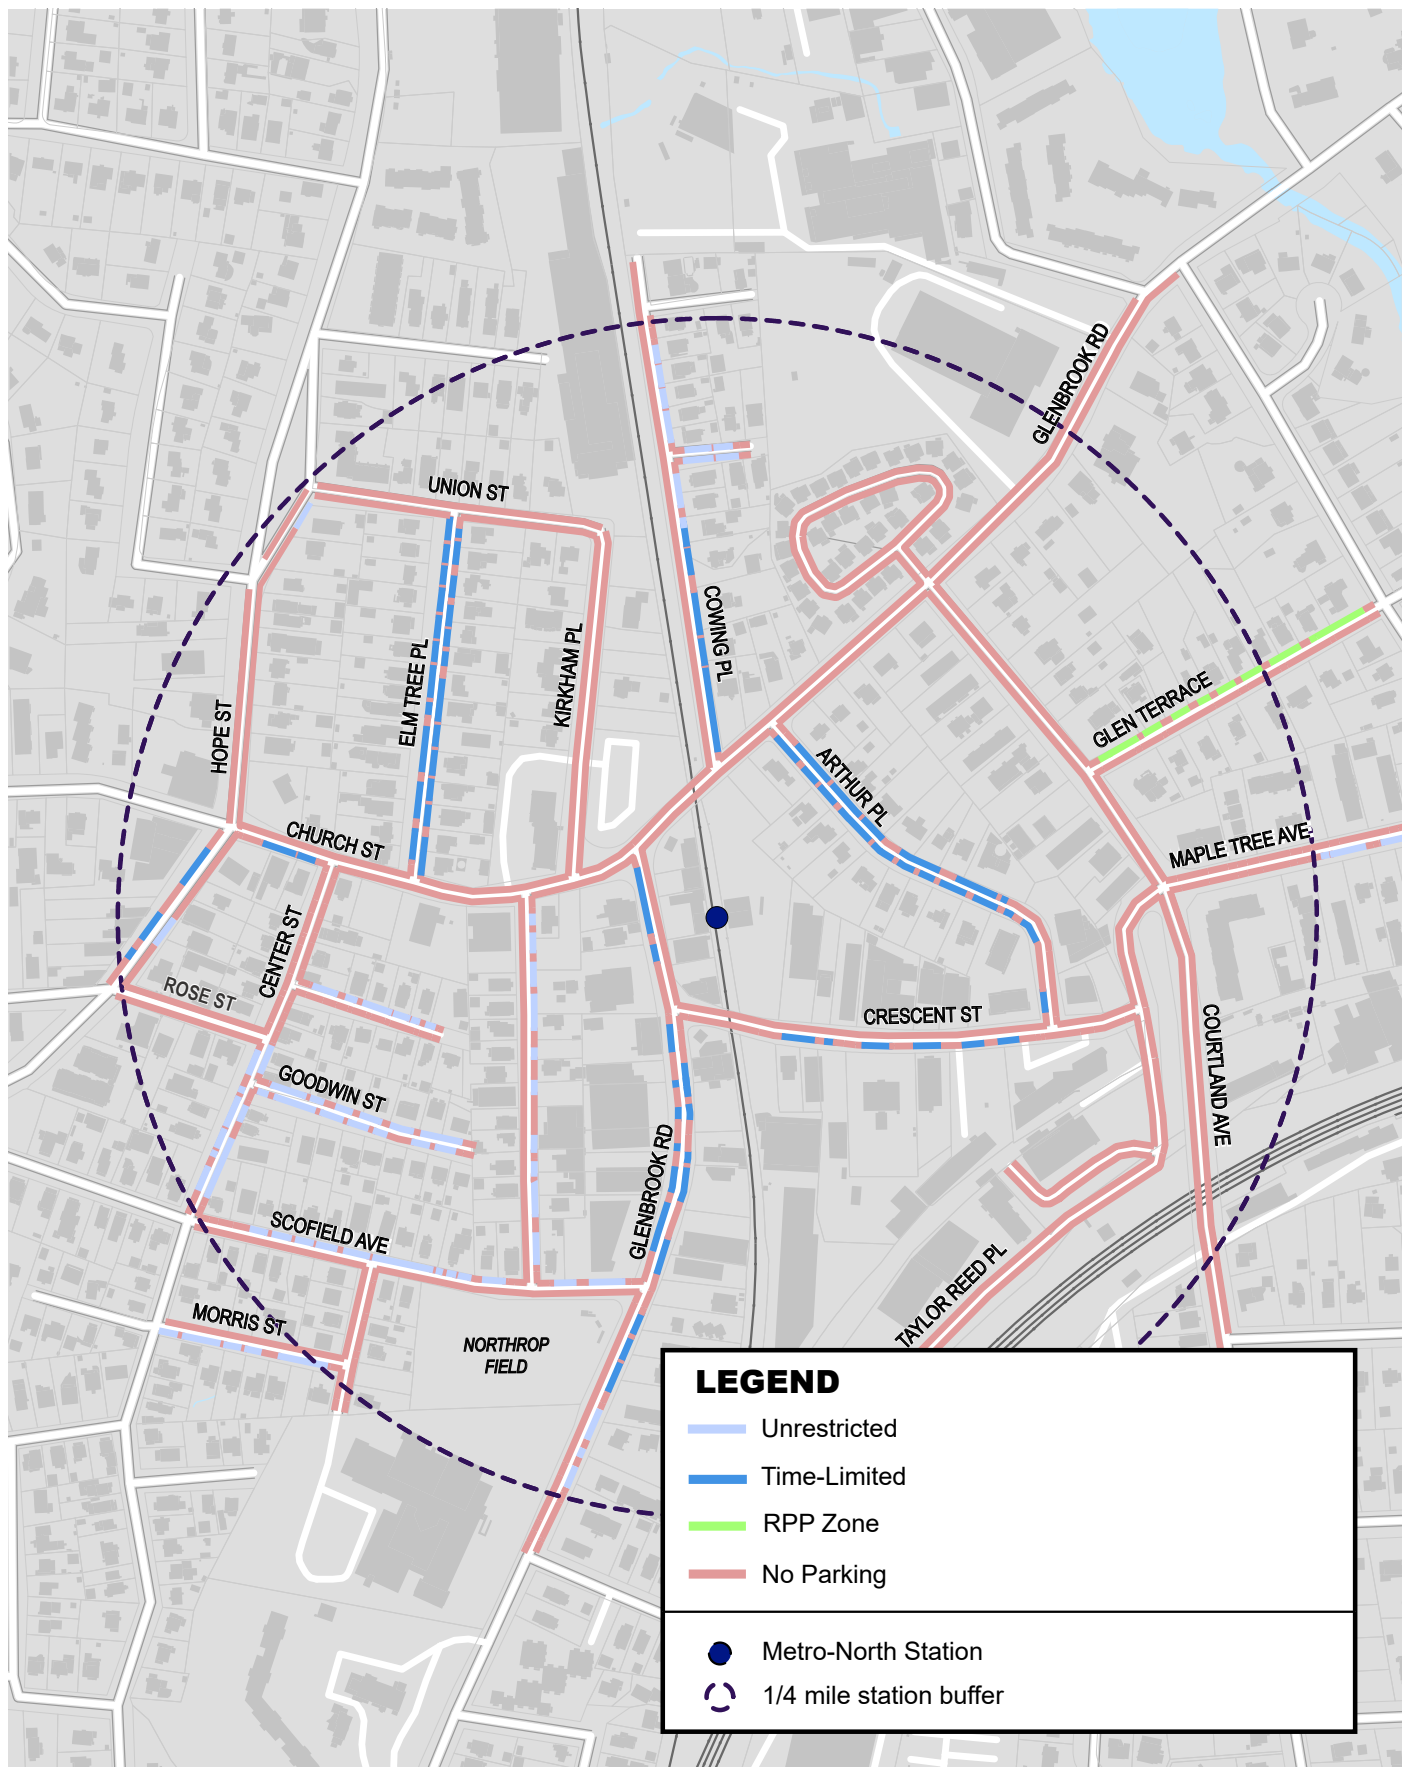 GLENBROOK RD
UNION ST
COWING PL
KIRKHAM PL
ELM TREE PL
HOPE ST
GLEN TERRACE
ARTHUR PL
CHURCH ST
MAPLE TREE AVE
CENTER ST
ROSE ST
CRESCENT ST
COURTLAND AVE
GOODWIN ST
GLENBROOK RD
SCOFIELD AVE
TAYLOR REED PL
MORRIS ST
NORTHROP
FIELD
LEGEND
Unrestricted
Time-Limited
RPP Zone
No Parking
Metro-North Station
1/4 mile station buffer